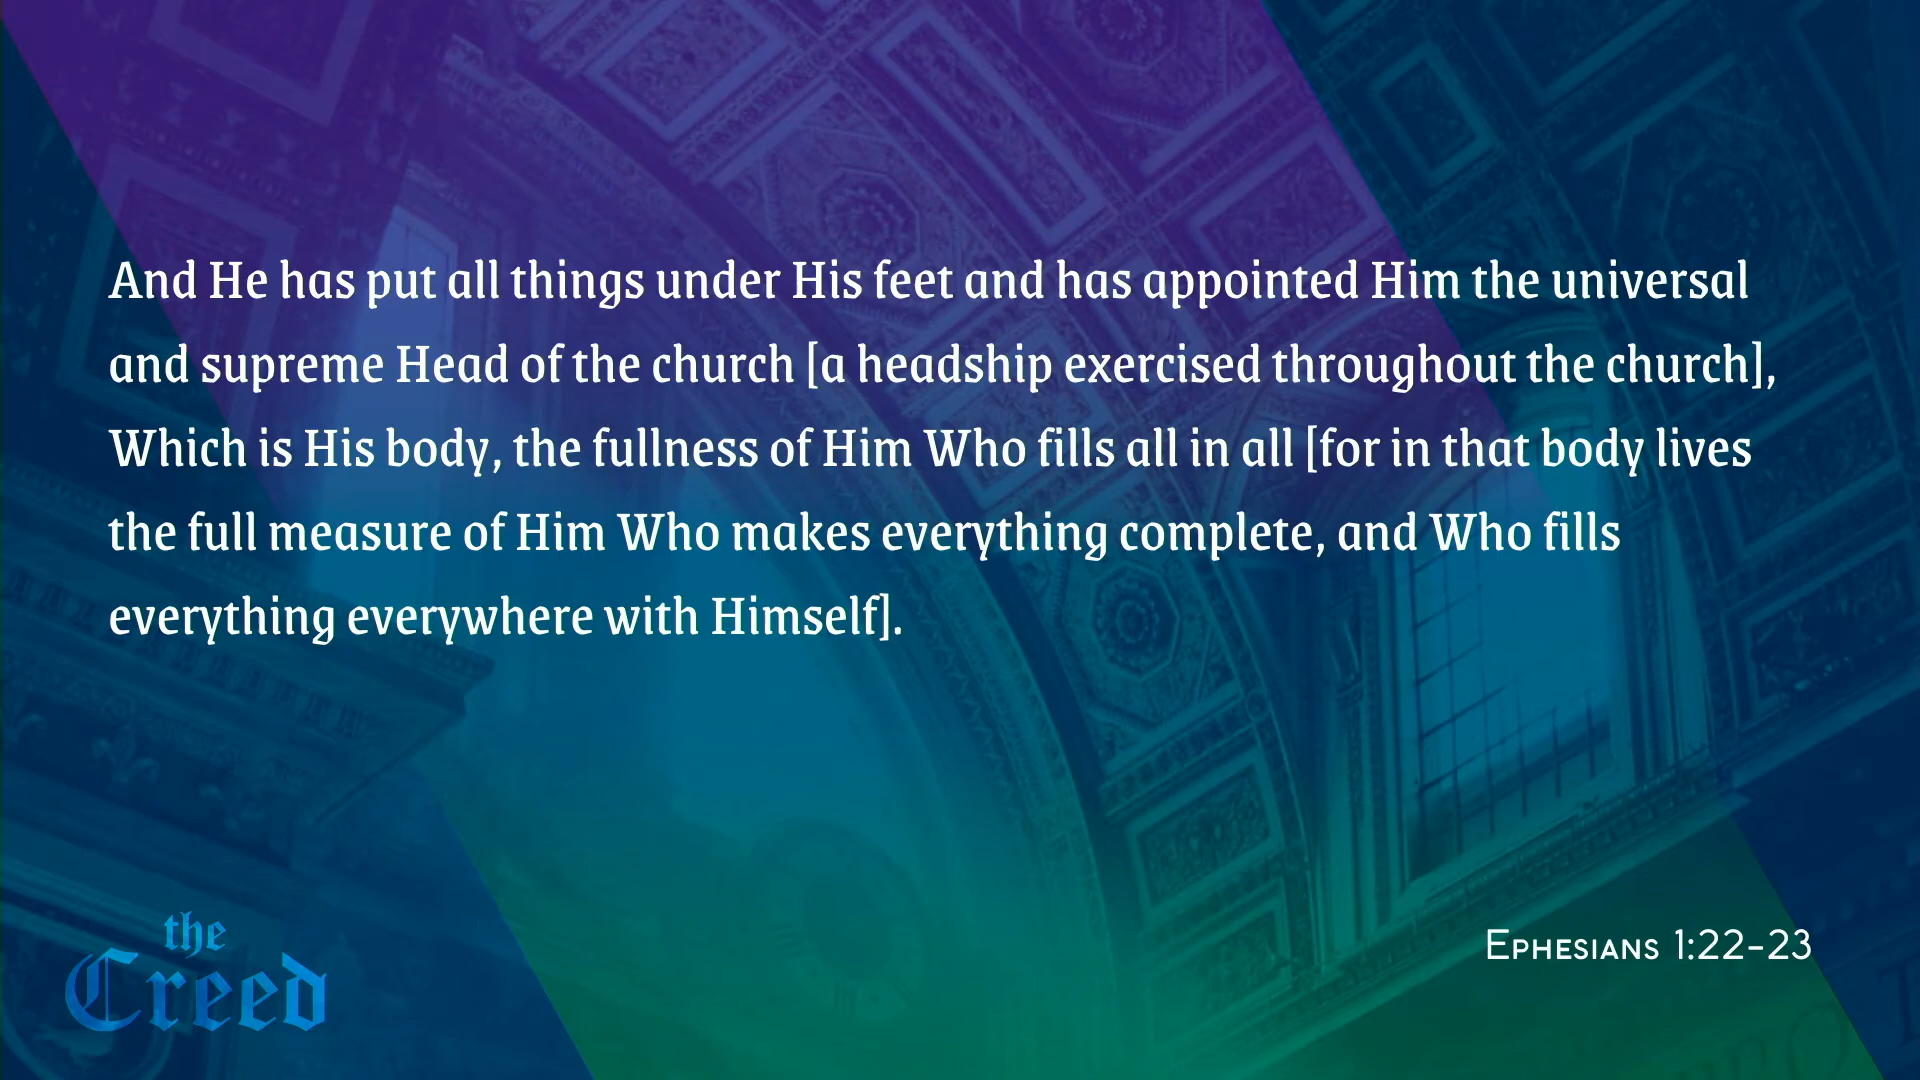 And He has put all things under His feet and has appointed Him the universal
and supreme Head of the church [a headship exercised throughout the church],
Which is His body, the fullness of Him Who fills all in all [for in that body lives
the full measure of Him Who makes everything complete, and Who fills
everything everywhere with Himself].
the
Creed
Ephesians 1:22-23